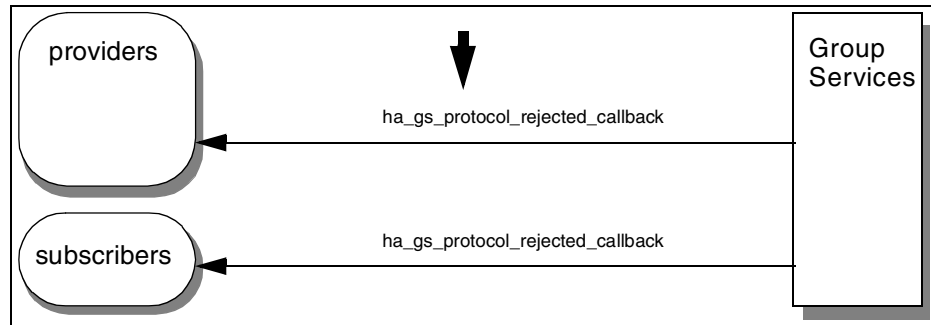 providers
Group
Services
ha_gs_protocol_rejected_callback
ha_gs_protocol_rejected_callback
subscribers